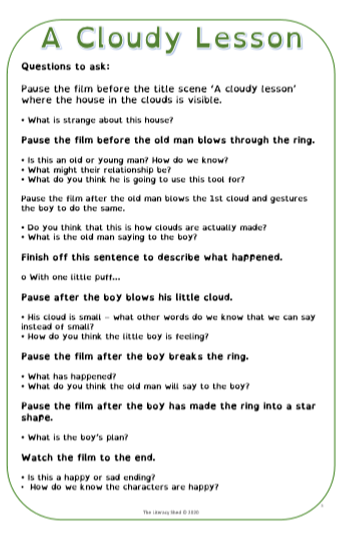 A Cloudy Lesson
Questions to ask:
Pause the film before the title scene ‘A cloudy lesson’
where the house in the clouds is visible.
• What is strange about this house?
Pause the film before the old man blows through the ring.
• Is this an old or young man? How do we know?
• What might their relationship be?
• What do you think he is going to use this tool for?
Pause the film after the old man blows the 1st cloud and gestures
the boy to do the same.
• Do you think that this is how clouds are actually made?
• What is the old man saying to the boy?
Finish off this sentence to describe what happened.
o With one little puff...
Pause after the boy blows his little cloud.
• His cloud is small – what other words do we know that we can say
instead of small?
• How do you think the little boy is feeling?
Pause the film after the boy breaks the ring.
• What has happened?
• What do you think the old man will say to the boy?
Pause the film after the boy has made the ring into a star
shape.
• What is the boy's plan?
Watch the film to the end.
• Is this a happy or sad ending?
• How do we know the characters are happy?
The Literacy Shed © 2020